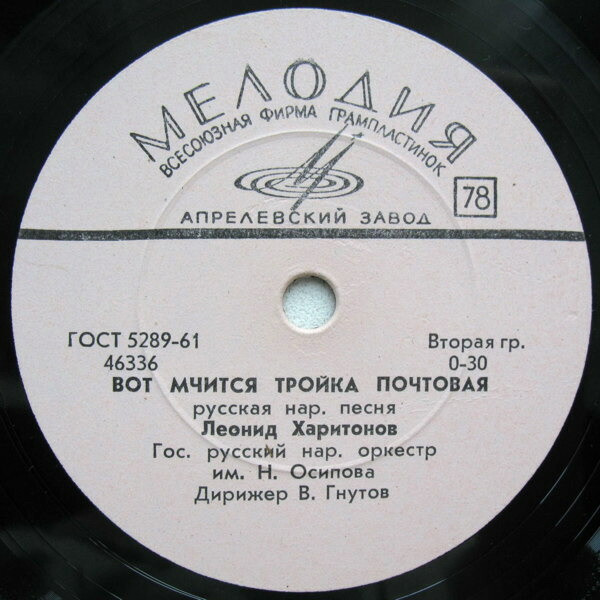 МЕЛОДИЯ
ВСЕСОЮЗНАЯ ФИРМА ГРАМПЛАСТИНОК
78
АПРЕЛЕВСКИЙ ЗАВОД
ГОСТ 5289-61 Вторая гр.
46336 0-30
ВОТ МЧИТСЯ ТРОЙКА ПОЧТОВАЯ
русская нар. песня
Леонид Харитонов
Гос. русский нар. оркестр
им. Н. Осипова
Дирижер В. Гнутов